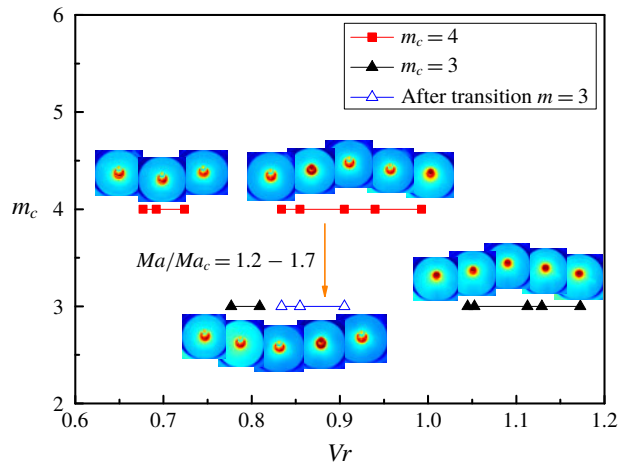 6
5
4
3
2
m_c
m_c = 4
m_c = 3
After transition m = 3
Ma/Ma_c = 1.2 − 1.7
0.6 0.7 0.8 0.9 1.0 1.1 1.2
Vr